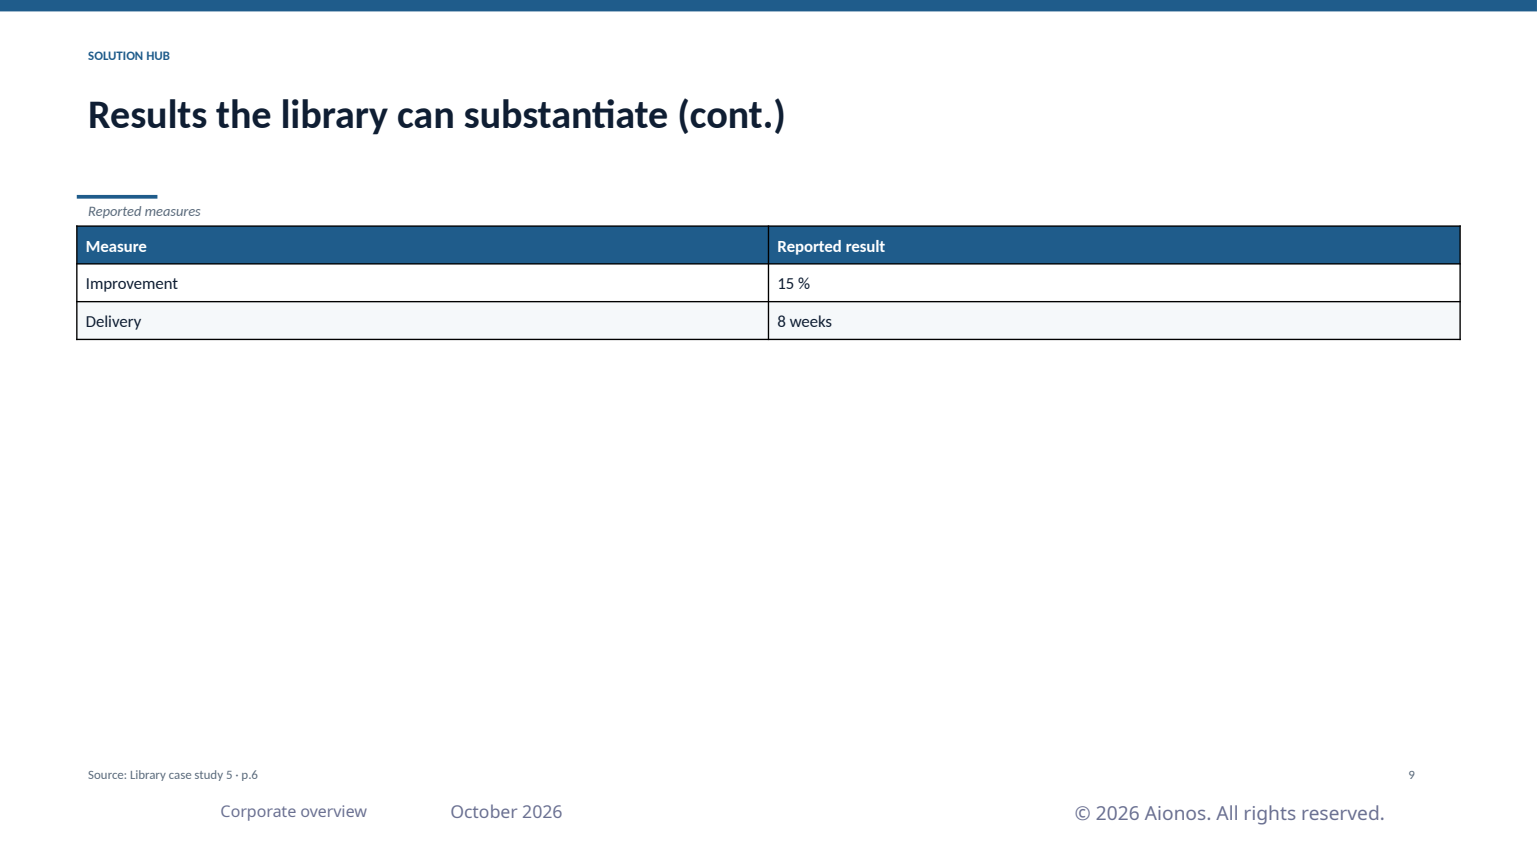 SOLUTION HUB
Results the library can substantiate (cont.)
Reported measures
Measure Reported result
Improvement 15 %
Delivery 8 weeks
Source: Library case study 5 · p.6 9
Corporate overview October 2026 © 2026 Aionos. All rights reserved.